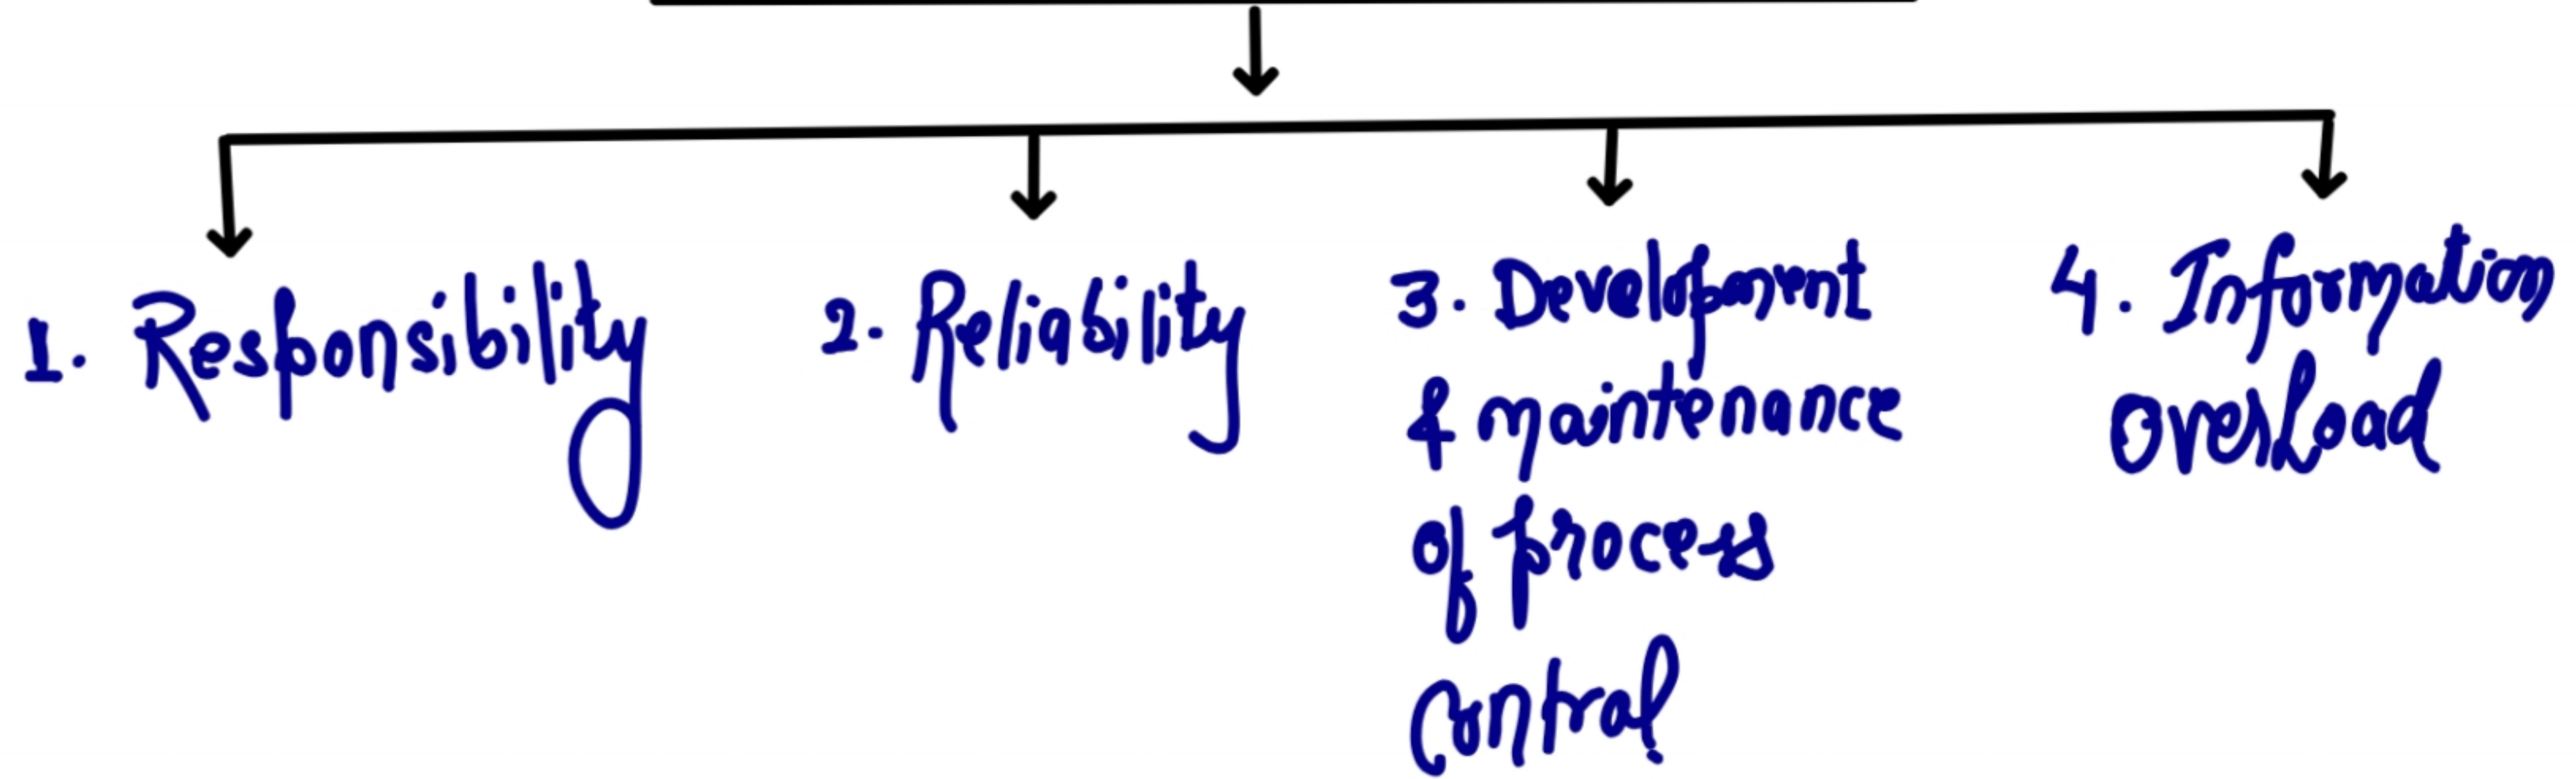 1. Responsibility
2. Reliability
3. Development
& maintenance
of process
control.
4. Information
overload